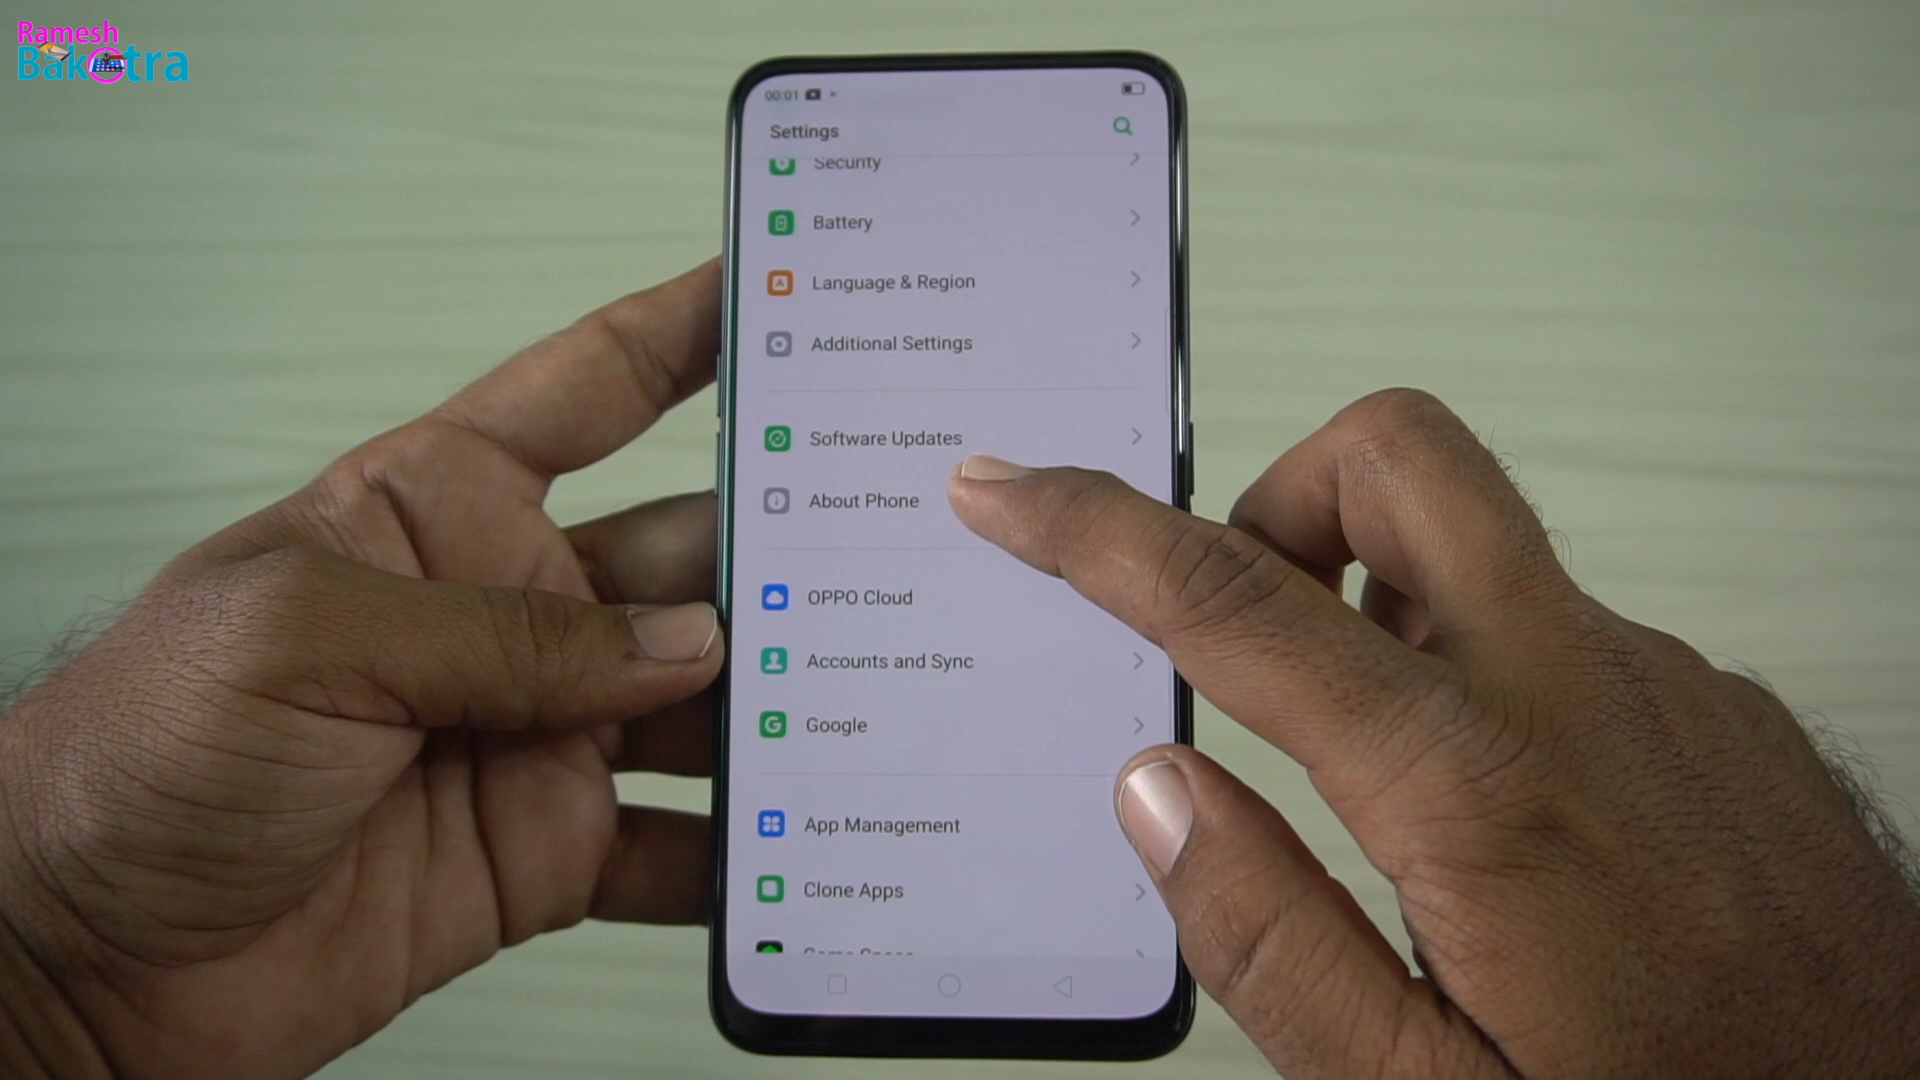 Ramesh
Bakotra
00:01
Settings
Security
Battery
Language & Region
Additional Settings
Software Updates
About Phone
OPPO Cloud
Accounts and Sync
Google
App Management
Clone Apps